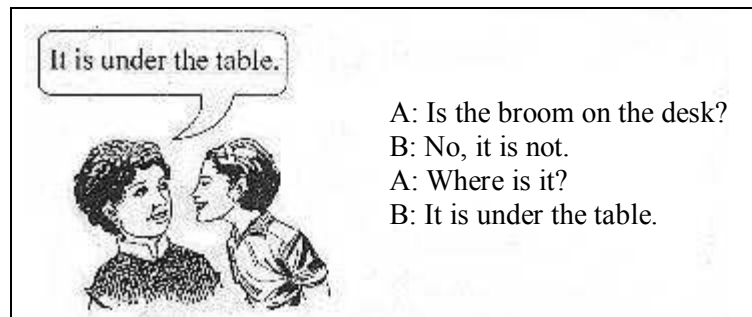 It is under the table.
A: Is the broom on the desk?
B: No, it is not.
A: Where is it?
B: It is under the table.